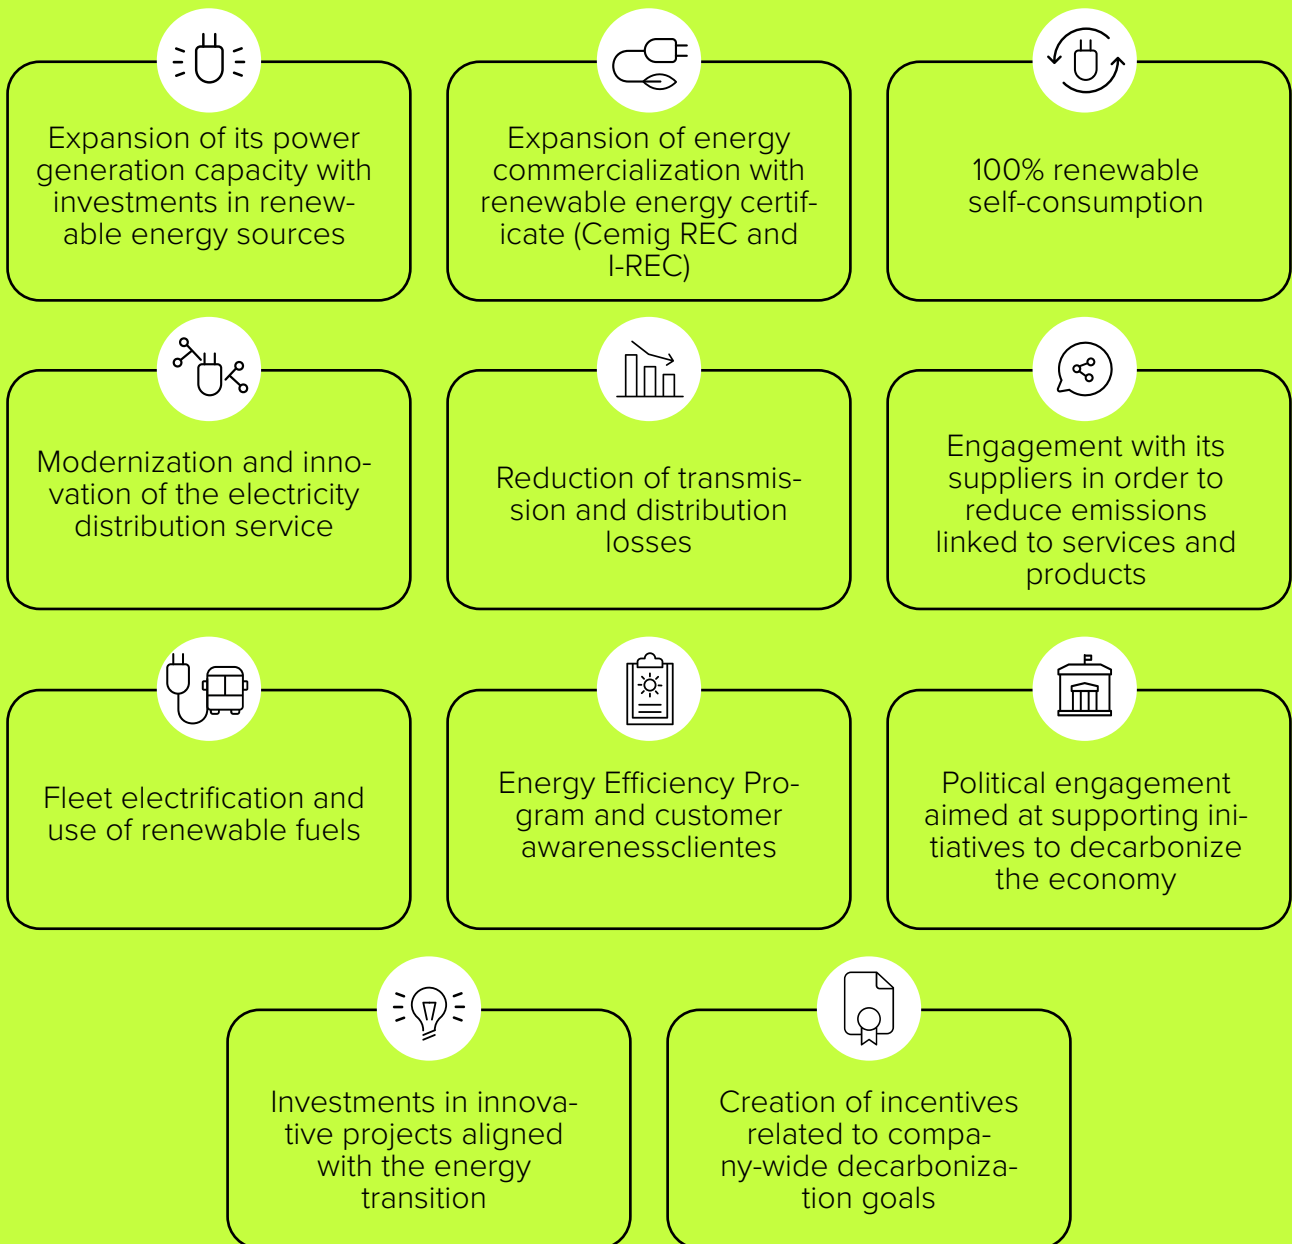 Expansion of its power
generation capacity with
investments in renew-
able energy sources
Expansion of energy
commercialization with
renewable energy certif-
icate (Cemig REC and
I-REC)
100% renewable
self-consumption
Modernization and inno-
vation of the electricity
distribution service
Reduction of transmis-
sion and distribution
losses
Engagement with its
suppliers in order to
reduce emissions
linked to services and
products
Fleet electrification and
use of renewable fuels
Energy Efficiency Pro-
gram and customer
awarenessclientes
Political engagement
aimed at supporting ini-
tiatives to decarbonize
the economy
Investments in innova-
tive projects aligned
with the energy
transition
Creation of incentives
related to compa-
ny-wide decarboniza-
tion goals